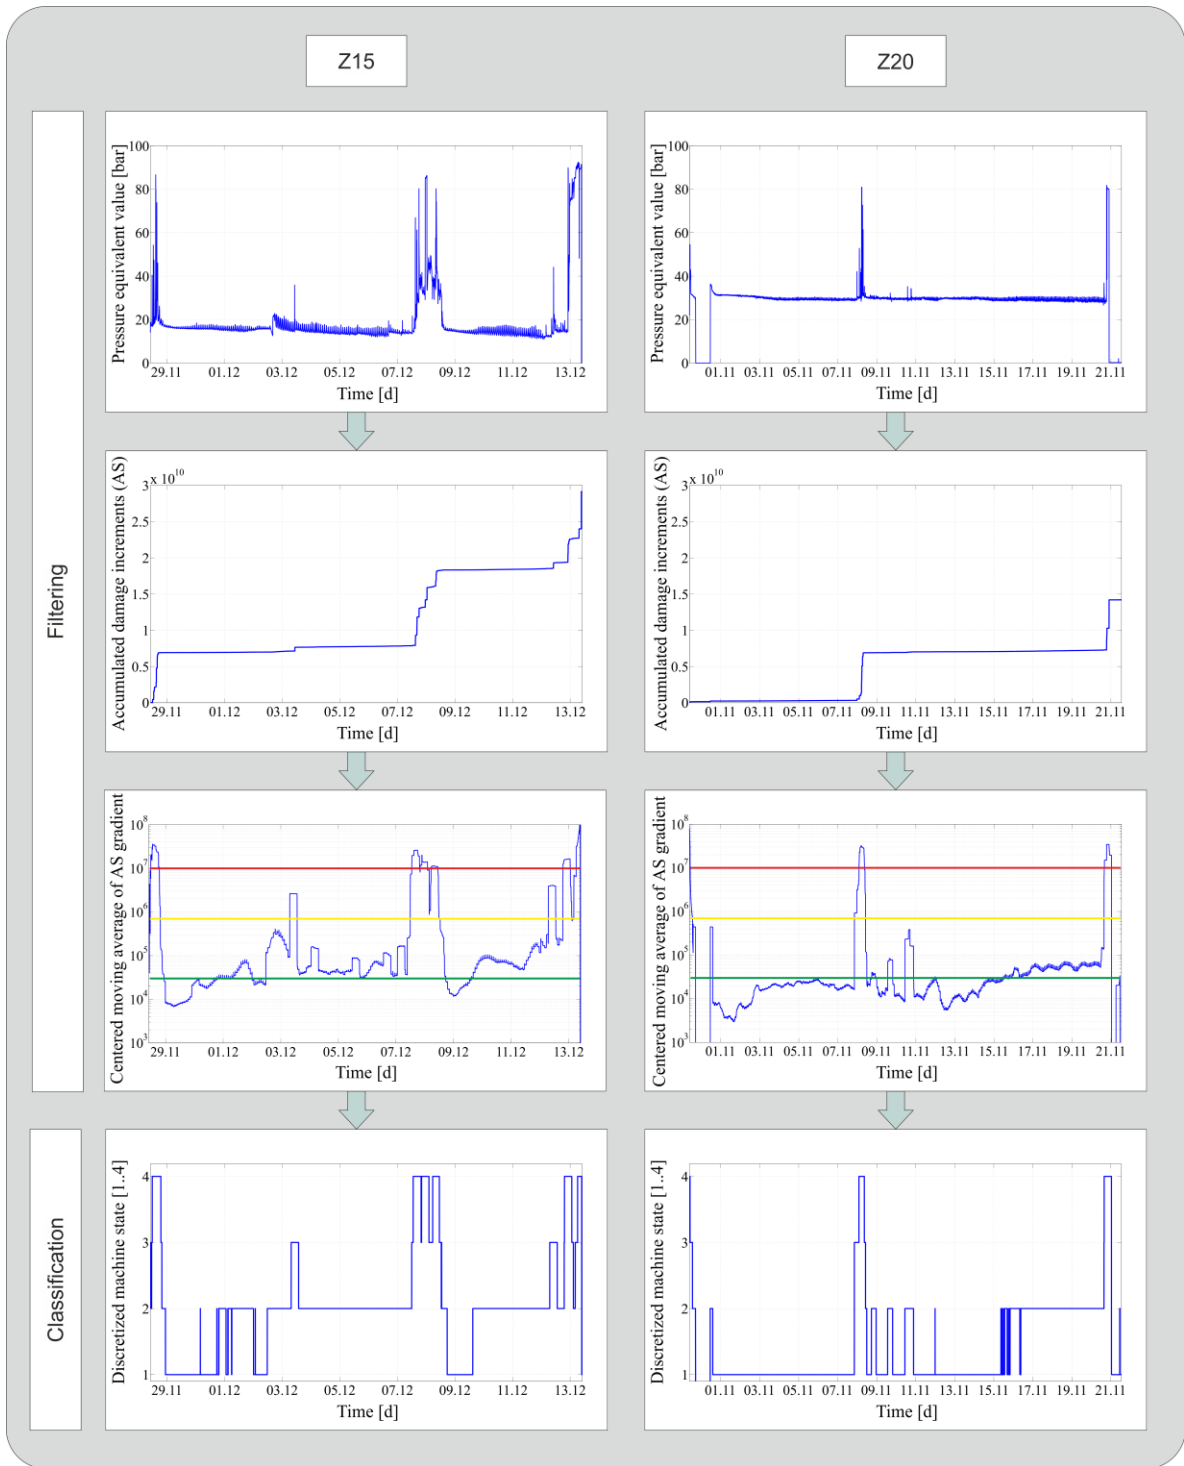 Z15
Z20
Filtering
Pressure equivalent value [bar]
100
80
60
40
20
0
29.11 01.12 03.12 05.12 07.12 09.12 11.12 13.12
Time [d]
Pressure equivalent value [bar]
100
80
60
40
20
0
01.11 03.11 05.11 07.11 09.11 11.11 13.11 15.11 17.11 19.11 21.11
Time [d]
Accumulated damage increments (AS)
x 10^10
3
2.5
2
1.5
1
0.5
0
29.11 01.12 03.12 05.12 07.12 09.12 11.12 13.12
Time [d]
Accumulated damage increments (AS)
x 10^10
3
2.5
2
1.5
1
0.5
0
01.11 03.11 05.11 07.11 09.11 11.11 13.11 15.11 17.11 19.11 21.11
Time [d]
Centered moving average of AS gradient
10^8
10^7
10^6
10^5
10^4
10^3
29.11 01.12 03.12 05.12 07.12 09.12 11.12 13.12
Time [d]
Centered moving average of AS gradient
10^8
10^7
10^6
10^5
10^4
10^3
01.11 03.11 05.11 07.11 09.11 11.11 13.11 15.11 17.11 19.11 21.11
Time [d]
Classification
Discretized machine state [1..4]
4
3
2
1
29.11 01.12 03.12 05.12 07.12 09.12 11.12 13.12
Time [d]
Discretized machine state [1..4]
4
3
2
1
01.11 03.11 05.11 07.11 09.11 11.11 13.11 15.11 17.11 19.11 21.11
Time [d]